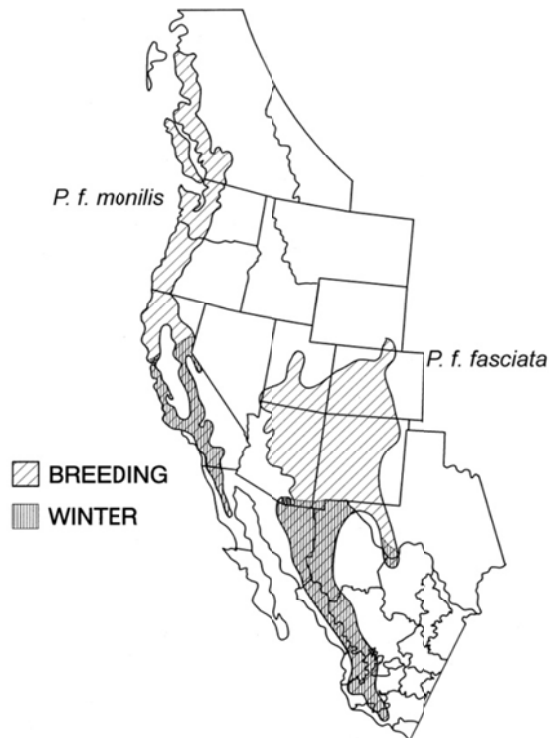 P. f. monilis
P. f. fasciata
BREEDING
WINTER